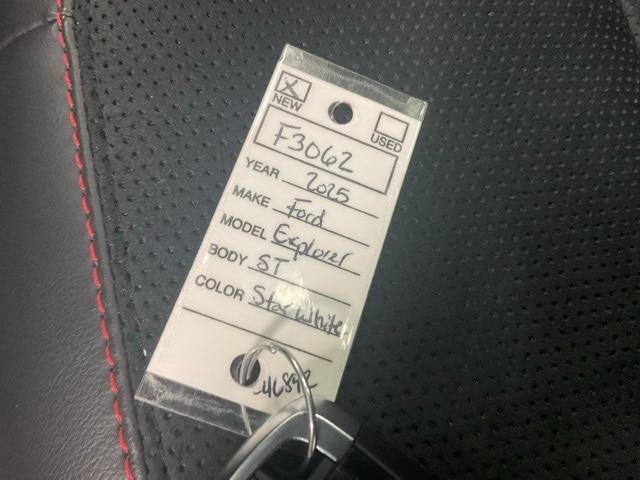 NEW
USED
F3062
YEAR 2025
MAKE Ford
MODEL Explorer
BODY ST
COLOR Star White